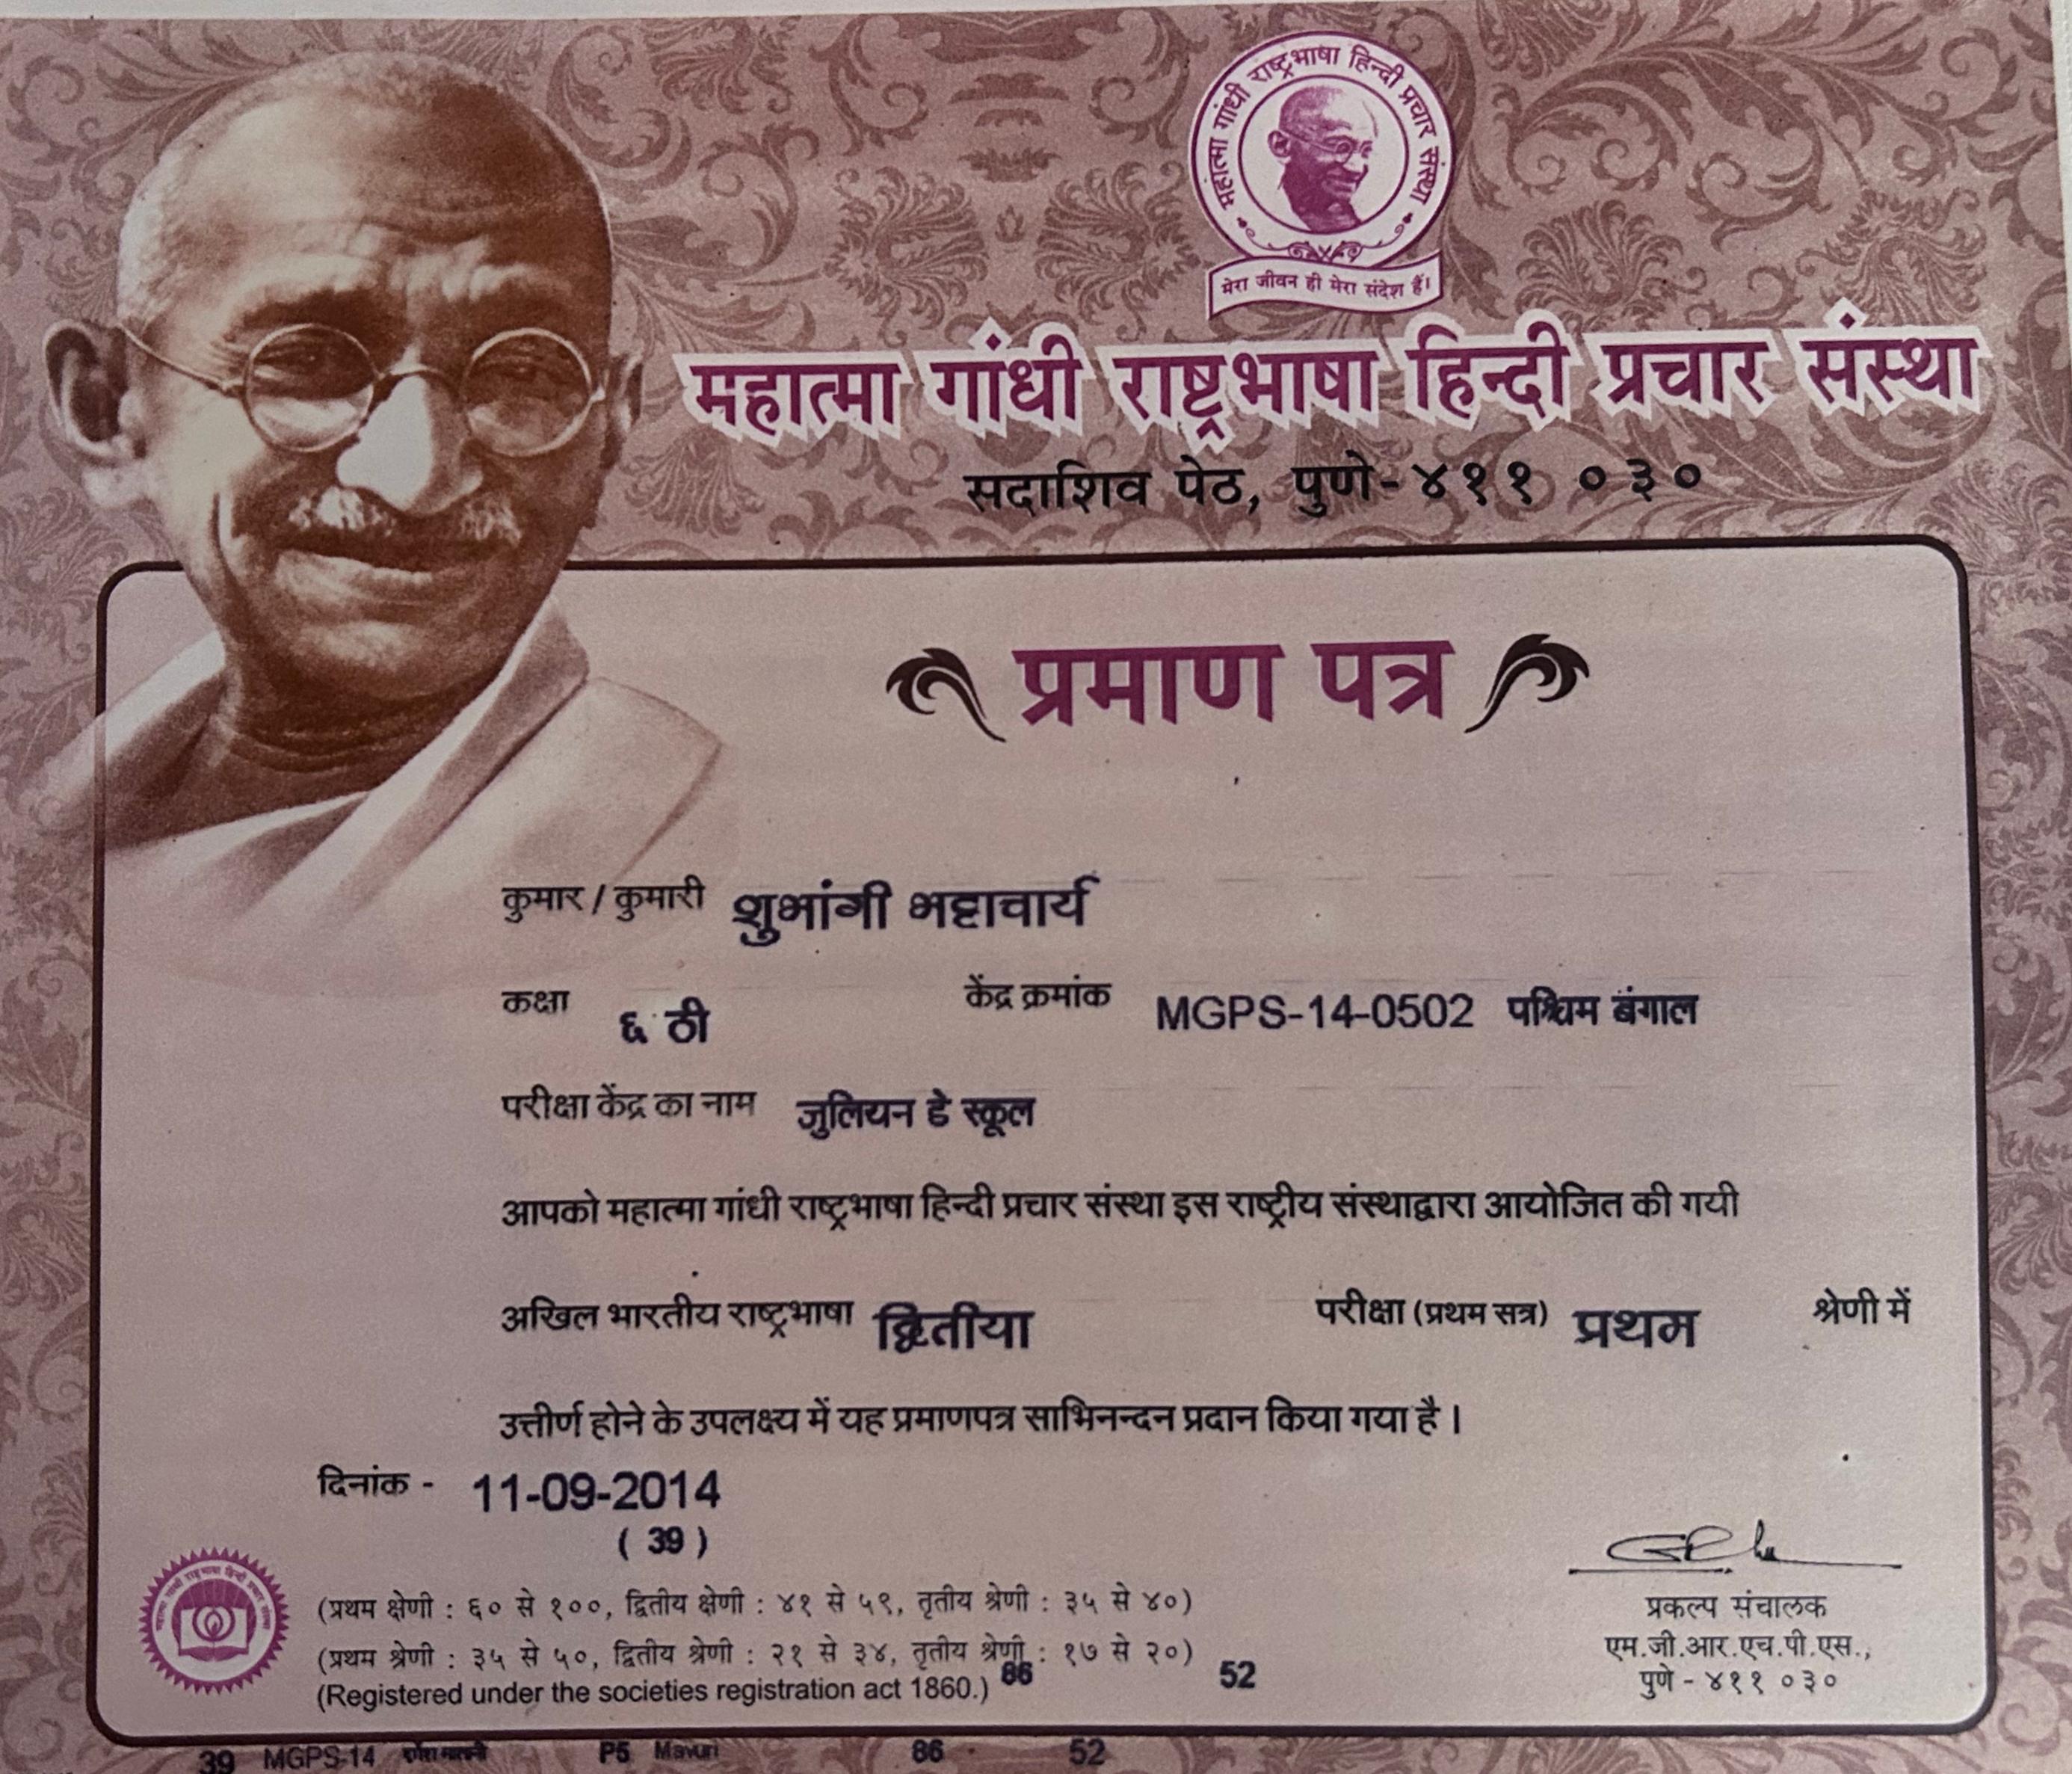 महात्मा गांधी राष्ट्रभाषा हिन्दी प्रचार संस्था
मेरा जीवन ही मेरा संदेश हैं।
महात्मा गांधी राष्ट्रभाषा हिन्दी प्रचार संस्था
सदाशिव पेठ, पुणे-४११ ०३०
प्रमाण पत्र
कुमार / कुमारी शुभांगी भट्टाचार्य
कक्षा ६ ठी केंद्र क्रमांक MGPS-14-0502 पश्चिम बंगाल
परीक्षा केंद्र का नाम जुलियन डे स्कूल
आपको महात्मा गांधी राष्ट्रभाषा हिन्दी प्रचार संस्था इस राष्ट्रीय संस्थाद्वारा आयोजित की गयी
अखिल भारतीय राष्ट्रभाषा द्वितीया परीक्षा (प्रथम सत्र) प्रथम श्रेणी में
उत्तीर्ण होने के उपलक्ष्य में यह प्रमाणपत्र साभिनन्दन प्रदान किया गया है ।
दिनांक - 11-09-2014
( 39 )
(प्रथम क्षेणी : ६० से १००, द्वितीय क्षेणी : ४१ से ५९, तृतीय श्रेणी : ३५ से ४०)
(प्रथम श्रेणी : ३५ से ५०, द्वितीय श्रेणी : २१ से ३४, तृतीय श्रेणी : १७ से २०)
(Registered under the societies registration act 1860.) 86 52
प्रकल्प संचालक
एम.जी.आर.एच.पी.एस.,
पुणे - ४११ ०३०
39 MGPS-14 P5 Mavuri 86 52